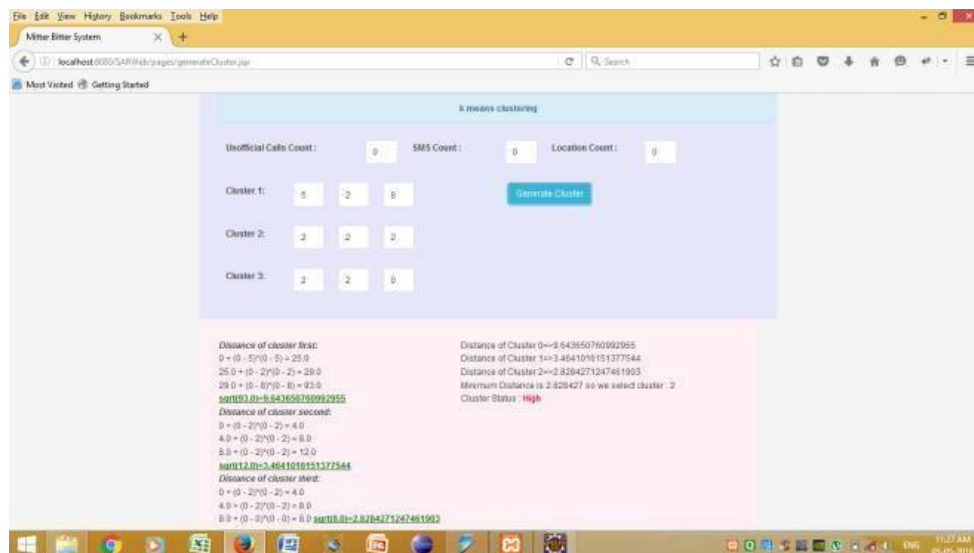 File Edit View History Bookmarks Tools Help
Mitter Bitter System
localhost:8080/SARWeb/pages/generateCluster.jsp
Search
Most Visited Getting Started
k means clustering
Unofficial Calls Count : 0 SMS Count : 0 Location Count : 0
Cluster 1: 5 2 8
Generate Cluster
Cluster 2: 2 2 2
Cluster 3: 2 2 0
Distance of cluster first:
0 + (0 - 5)*(0 - 5) = 25.0
25.0 + (0 - 2)*(0 - 2) = 29.0
29.0 + (0 - 8)*(0 - 8) = 93.0
sqrt(93.0)=9.643650760992955
Distance of cluster second:
0 + (0 - 2)*(0 - 2) = 4.0
4.0 + (0 - 2)*(0 - 2) = 8.0
8.0 + (0 - 2)*(0 - 2) = 12.0
sqrt(12.0)=3.4641016151377544
Distance of cluster third:
0 + (0 - 2)*(0 - 2) = 4.0
4.0 + (0 - 2)*(0 - 2) = 8.0
8.0 + (0 - 0)*(0 - 0) = 8.0 sqrt(8.0)=2.8284271247461903
Distance of Cluster 0=>9.643650760992955
Distance of Cluster 1=>3.4641016151377544
Distance of Cluster 2=>2.8284271247461903
Minimum Distance is 2.828427 so we select cluster : 2
Cluster Status : High
ENG
11:27 AM